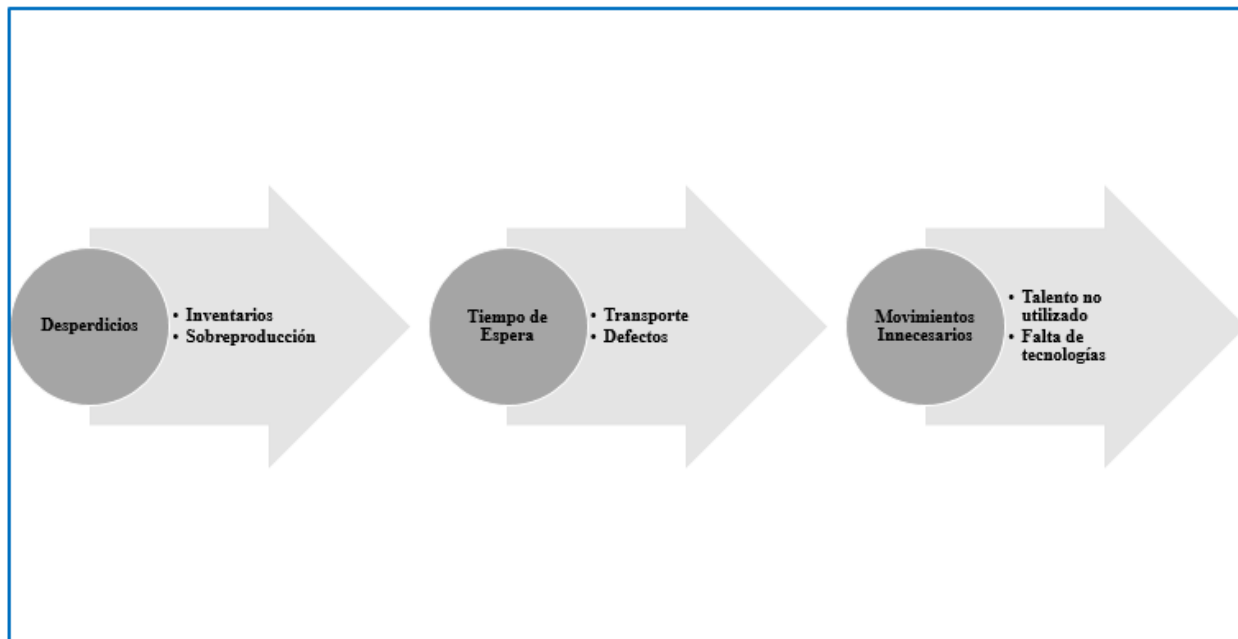 Desperdicios
• Inventarios
• Sobreproducción
Tiempo de
Espera
• Transporte
• Defectos
Movimientos
Innecesarios
• Talento no
utilizado
• Falta de
tecnologías